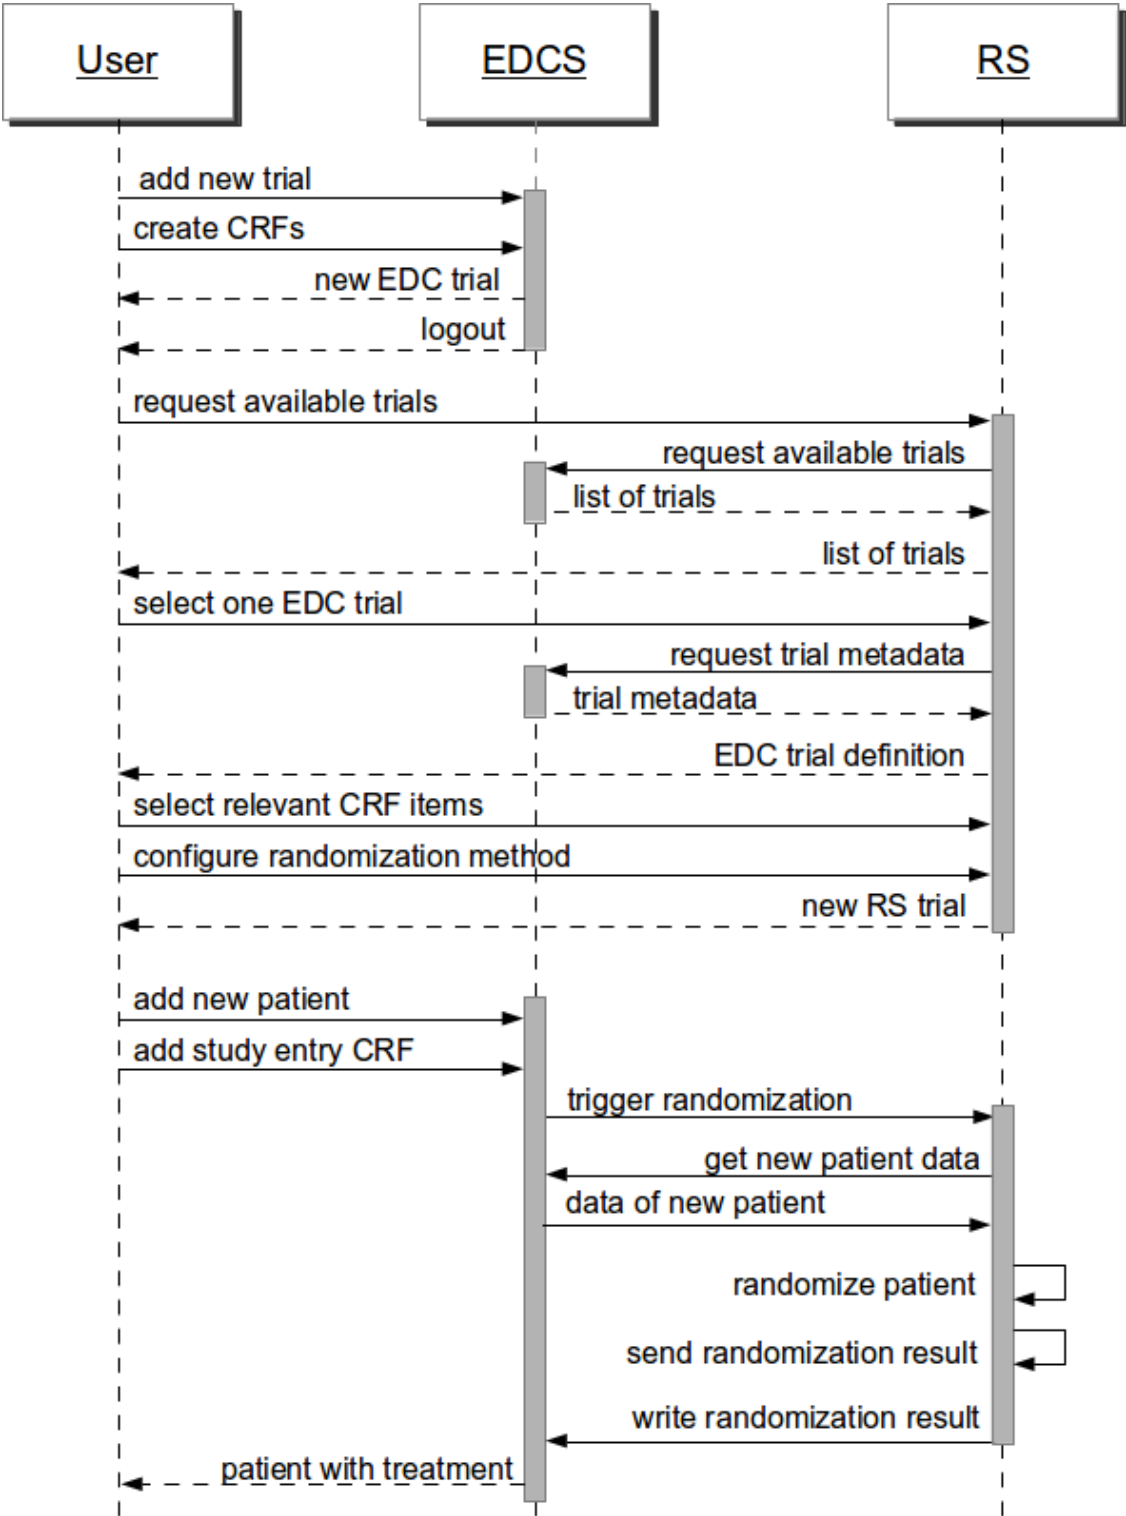 User
EDCS
RS
add new trial
create CRFs
new EDC trial
logout
request available trials
request available trials
list of trials
list of trials
select one EDC trial
request trial metadata
trial metadata
EDC trial definition
select relevant CRF items
configure randomization method
new RS trial
add new patient
add study entry CRF
trigger randomization
get new patient data
data of new patient
randomize patient
send randomization result
write randomization result
patient with treatment